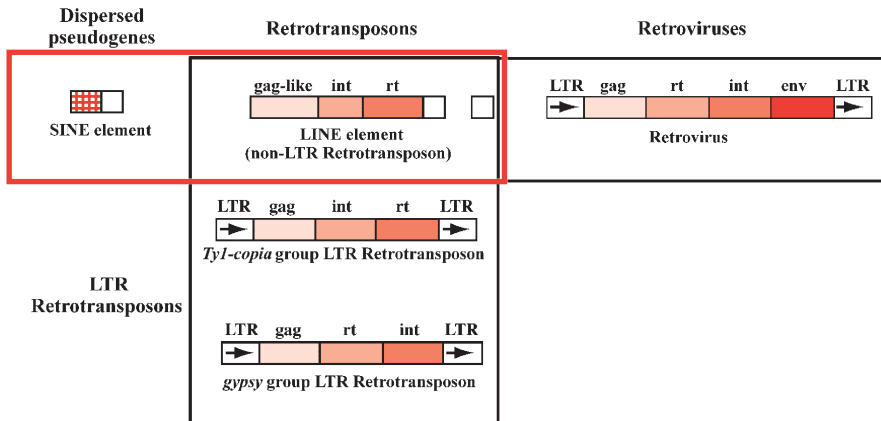 Dispersed
pseudogenes
Retrotransposons
Retroviruses
SINE element
gag-like int rt
LINE element
(non-LTR Retrotransposon)
LTR gag rt int env LTR
Retrovirus
LTR gag int rt LTR
Ty1-copia group LTR Retrotransposon
LTR
Retrotransposons
LTR gag rt int LTR
gypsy group LTR Retrotransposon